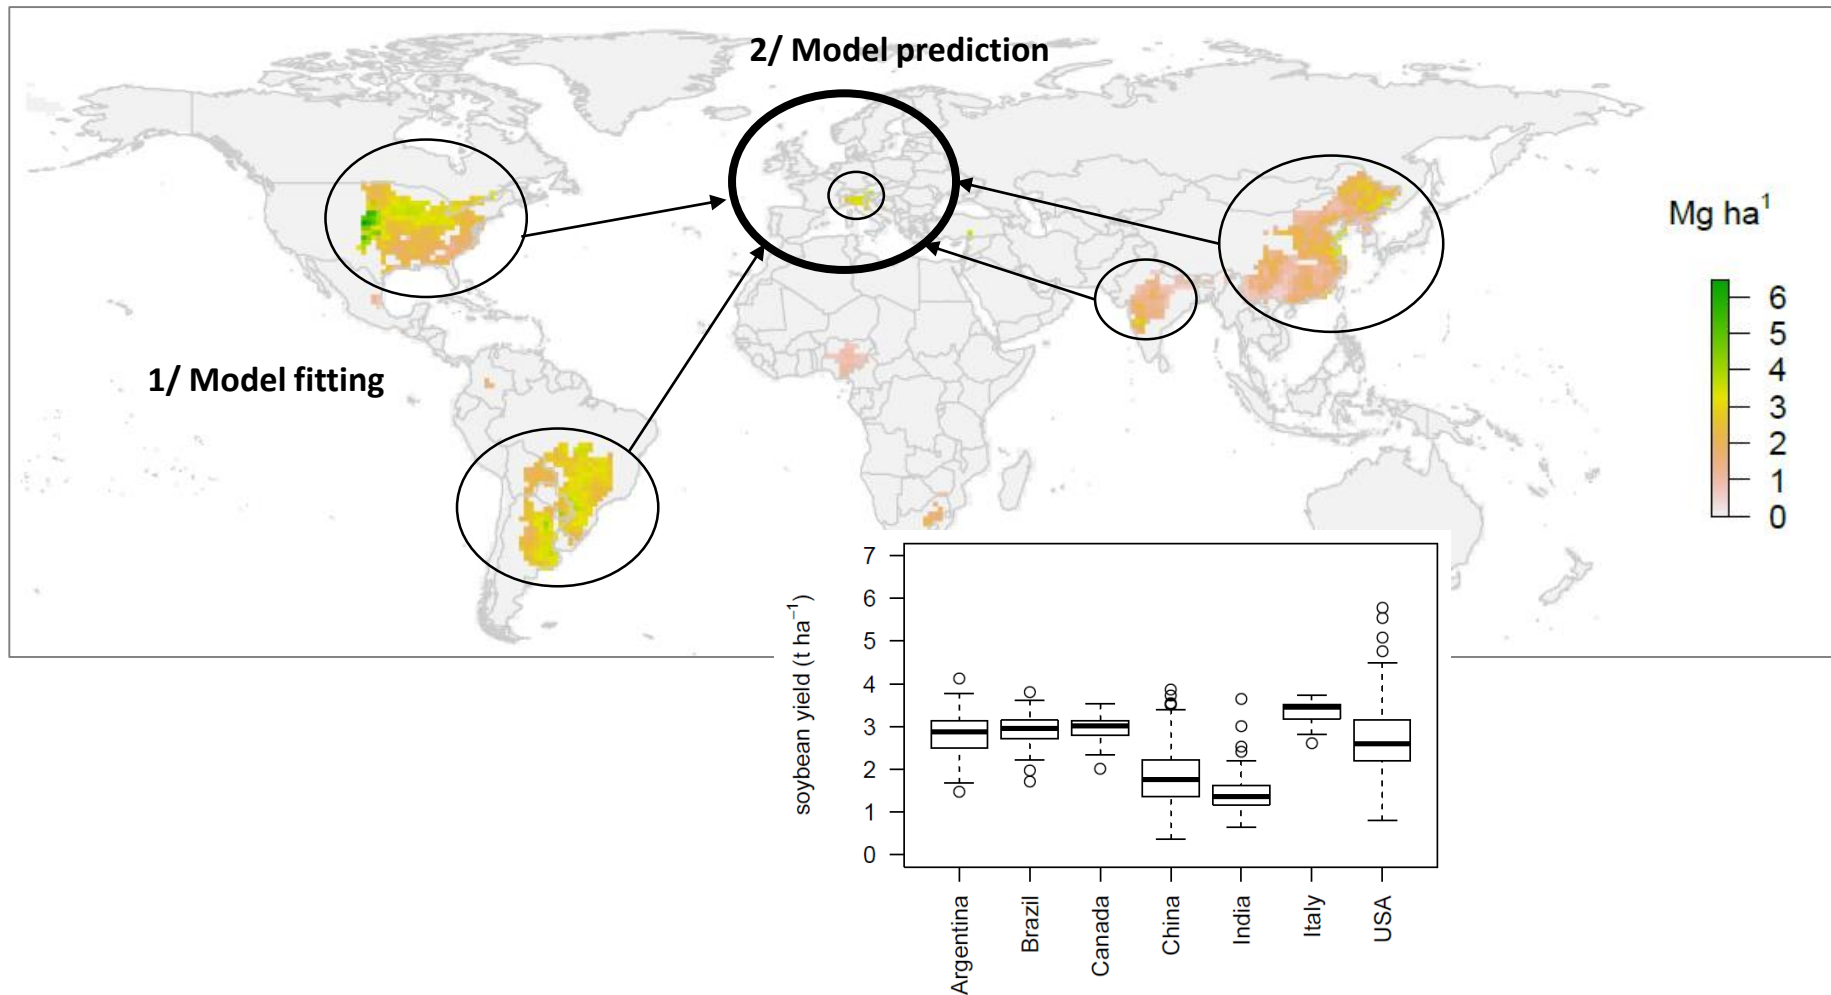 2/ Model prediction
1/ Model fitting
Mg ha1
6
5
4
3
2
1
0
soybean yield (t ha−1)
7
6
5
4
3
2
1
0
Argentina
Brazil
Canada
China
India
Italy
USA